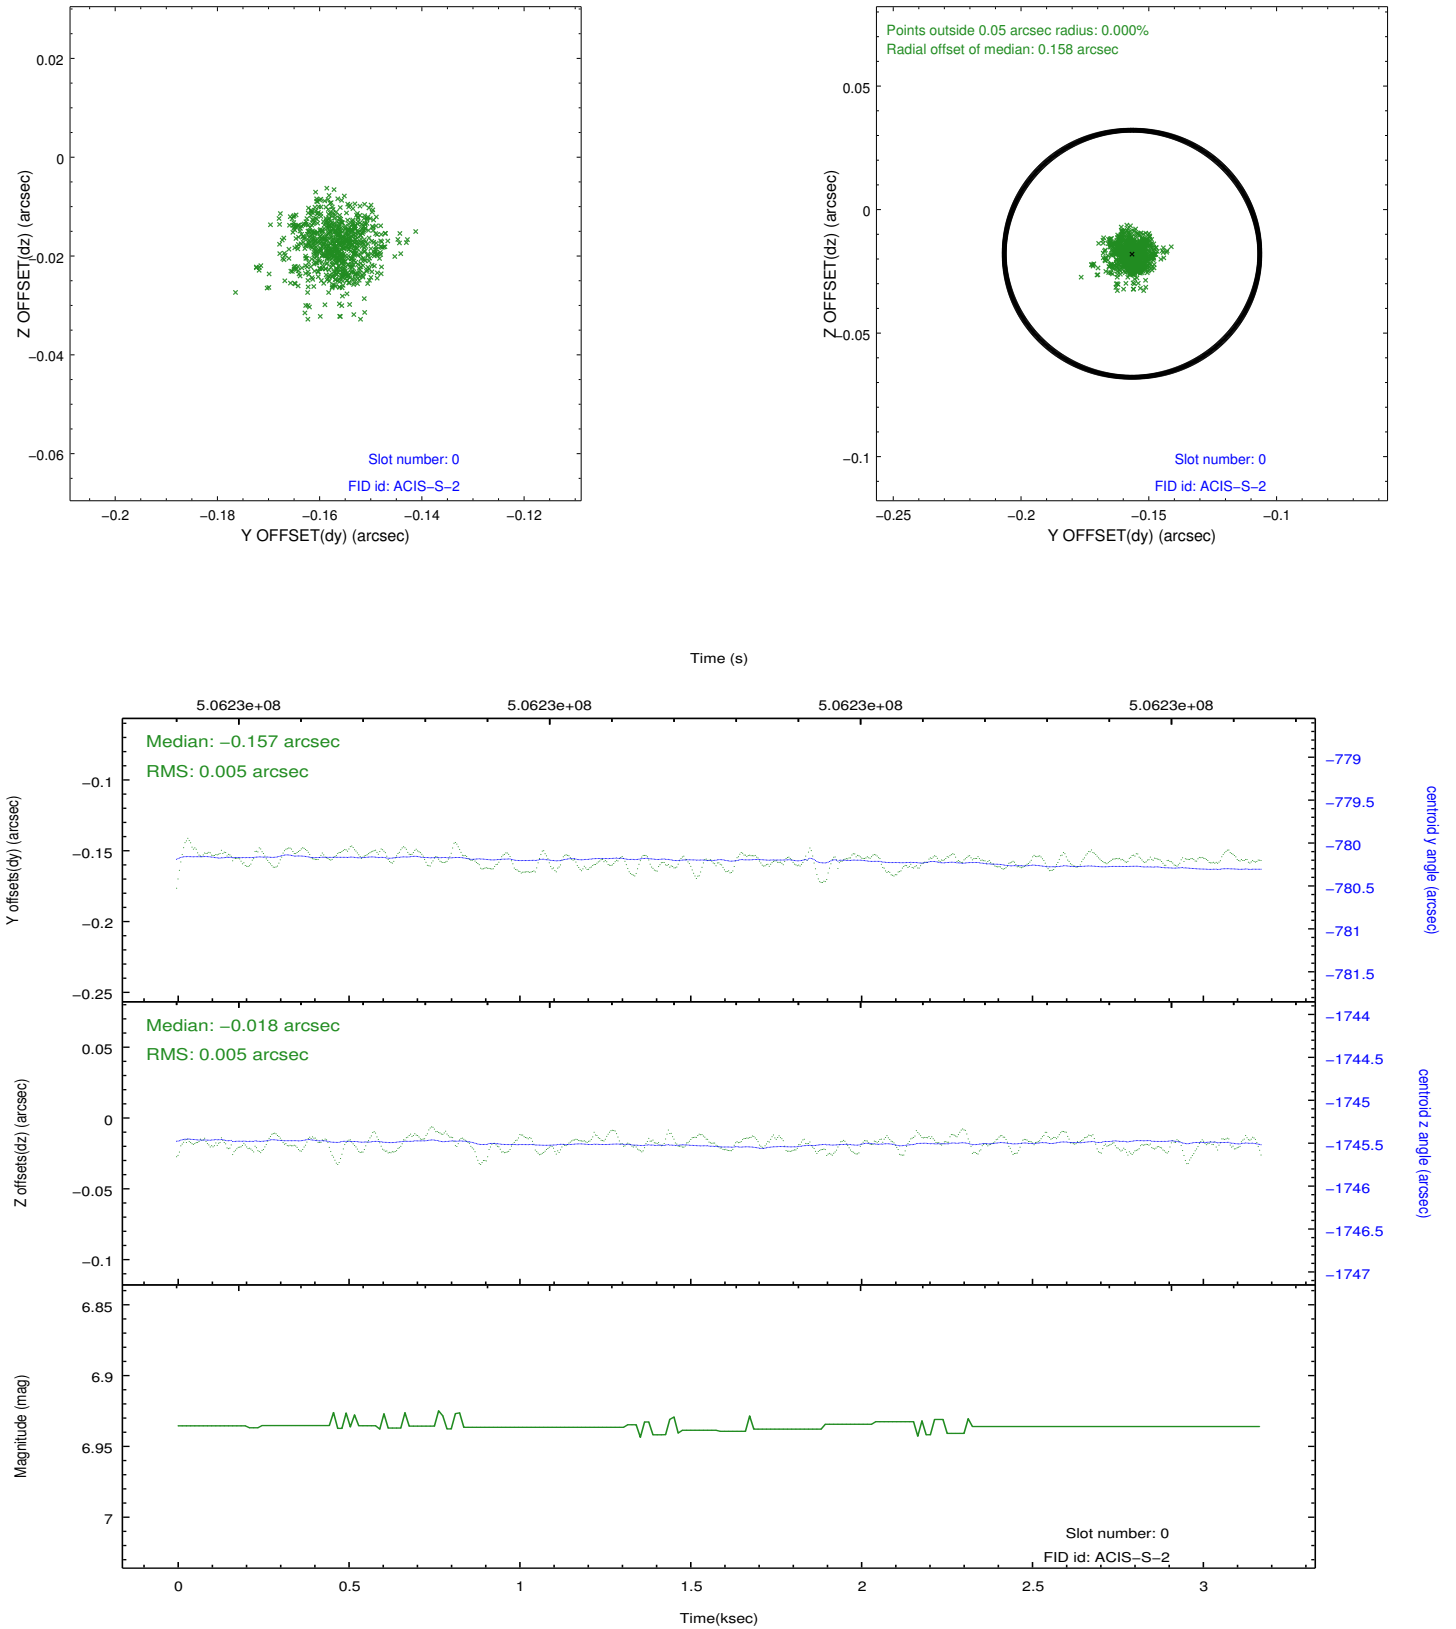 0.02
0
−0.02
−0.04
−0.06
Z OFFSET(dz) (arcsec)
Slot number: 0
FID id: ACIS−S−2
−0.2
−0.18
−0.16
−0.14
−0.12
Y OFFSET(dy) (arcsec)
Points outside 0.05 arcsec radius: 0.000%
Radial offset of median: 0.158 arcsec
0.05
0
−0.05
−0.1
Z OFFSET(dz) (arcsec)
Slot number: 0
FID id: ACIS−S−2
−0.25
−0.2
−0.15
−0.1
Y OFFSET(dy) (arcsec)
Time (s)
5.0623e+08
5.0623e+08
5.0623e+08
5.0623e+08
Median: −0.157 arcsec
RMS: 0.005 arcsec
−0.1
−0.15
−0.2
−0.25
Y offsets(dy) (arcsec)
−779
−779.5
−780
−780.5
−781
−781.5
centroid y angle (arcsec)
Median: −0.018 arcsec
RMS: 0.005 arcsec
0.05
0
−0.05
−0.1
Z offsets(dz) (arcsec)
−1744
−1744.5
−1745
−1745.5
−1746
−1746.5
−1747
centroid z angle (arcsec)
6.85
6.9
6.95
7
Magnitude (mag)
Slot number: 0
FID id: ACIS−S−2
0
0.5
1
1.5
2
2.5
3
Time(ksec)